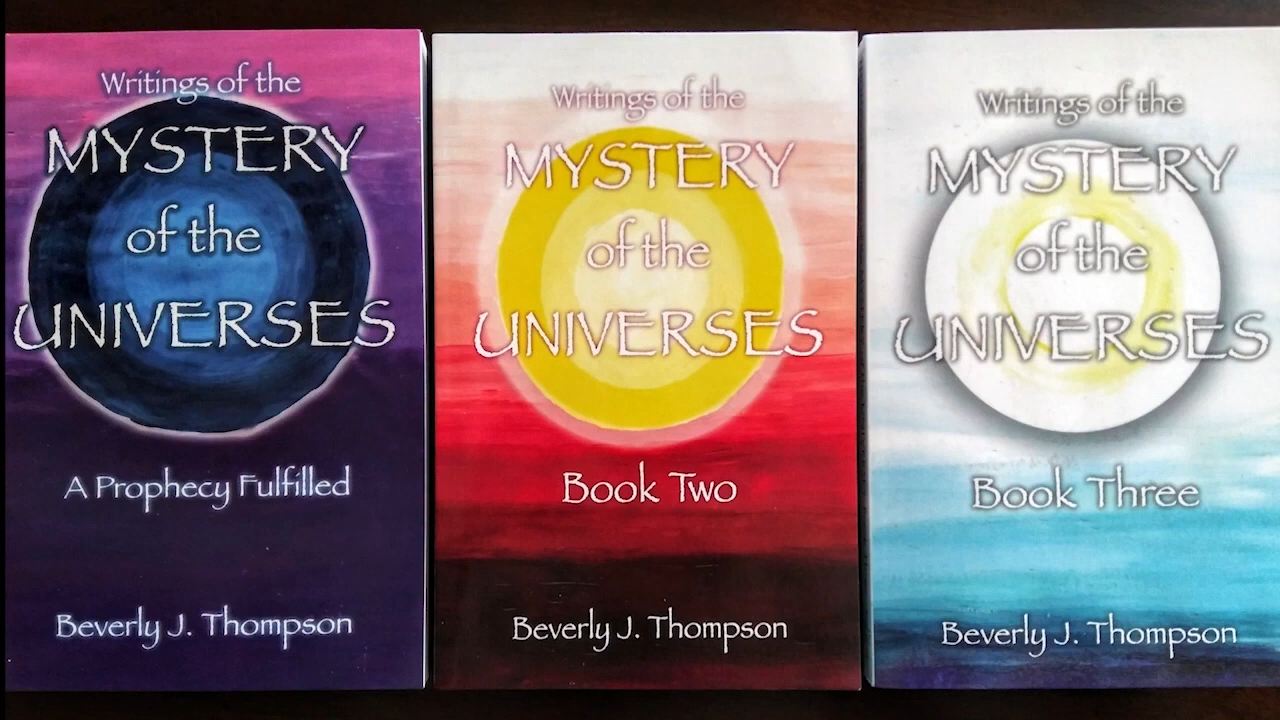 Writings of the
MYSTERY
of the
UNIVERSES
A Prophecy Fulfilled
Beverly J. Thompson
Writings of the
MYSTERY
of the
UNIVERSES
Book Two
Beverly J. Thompson
Writings of the
MYSTERY
of the
UNIVERSES
Book Three
Beverly J. Thompson